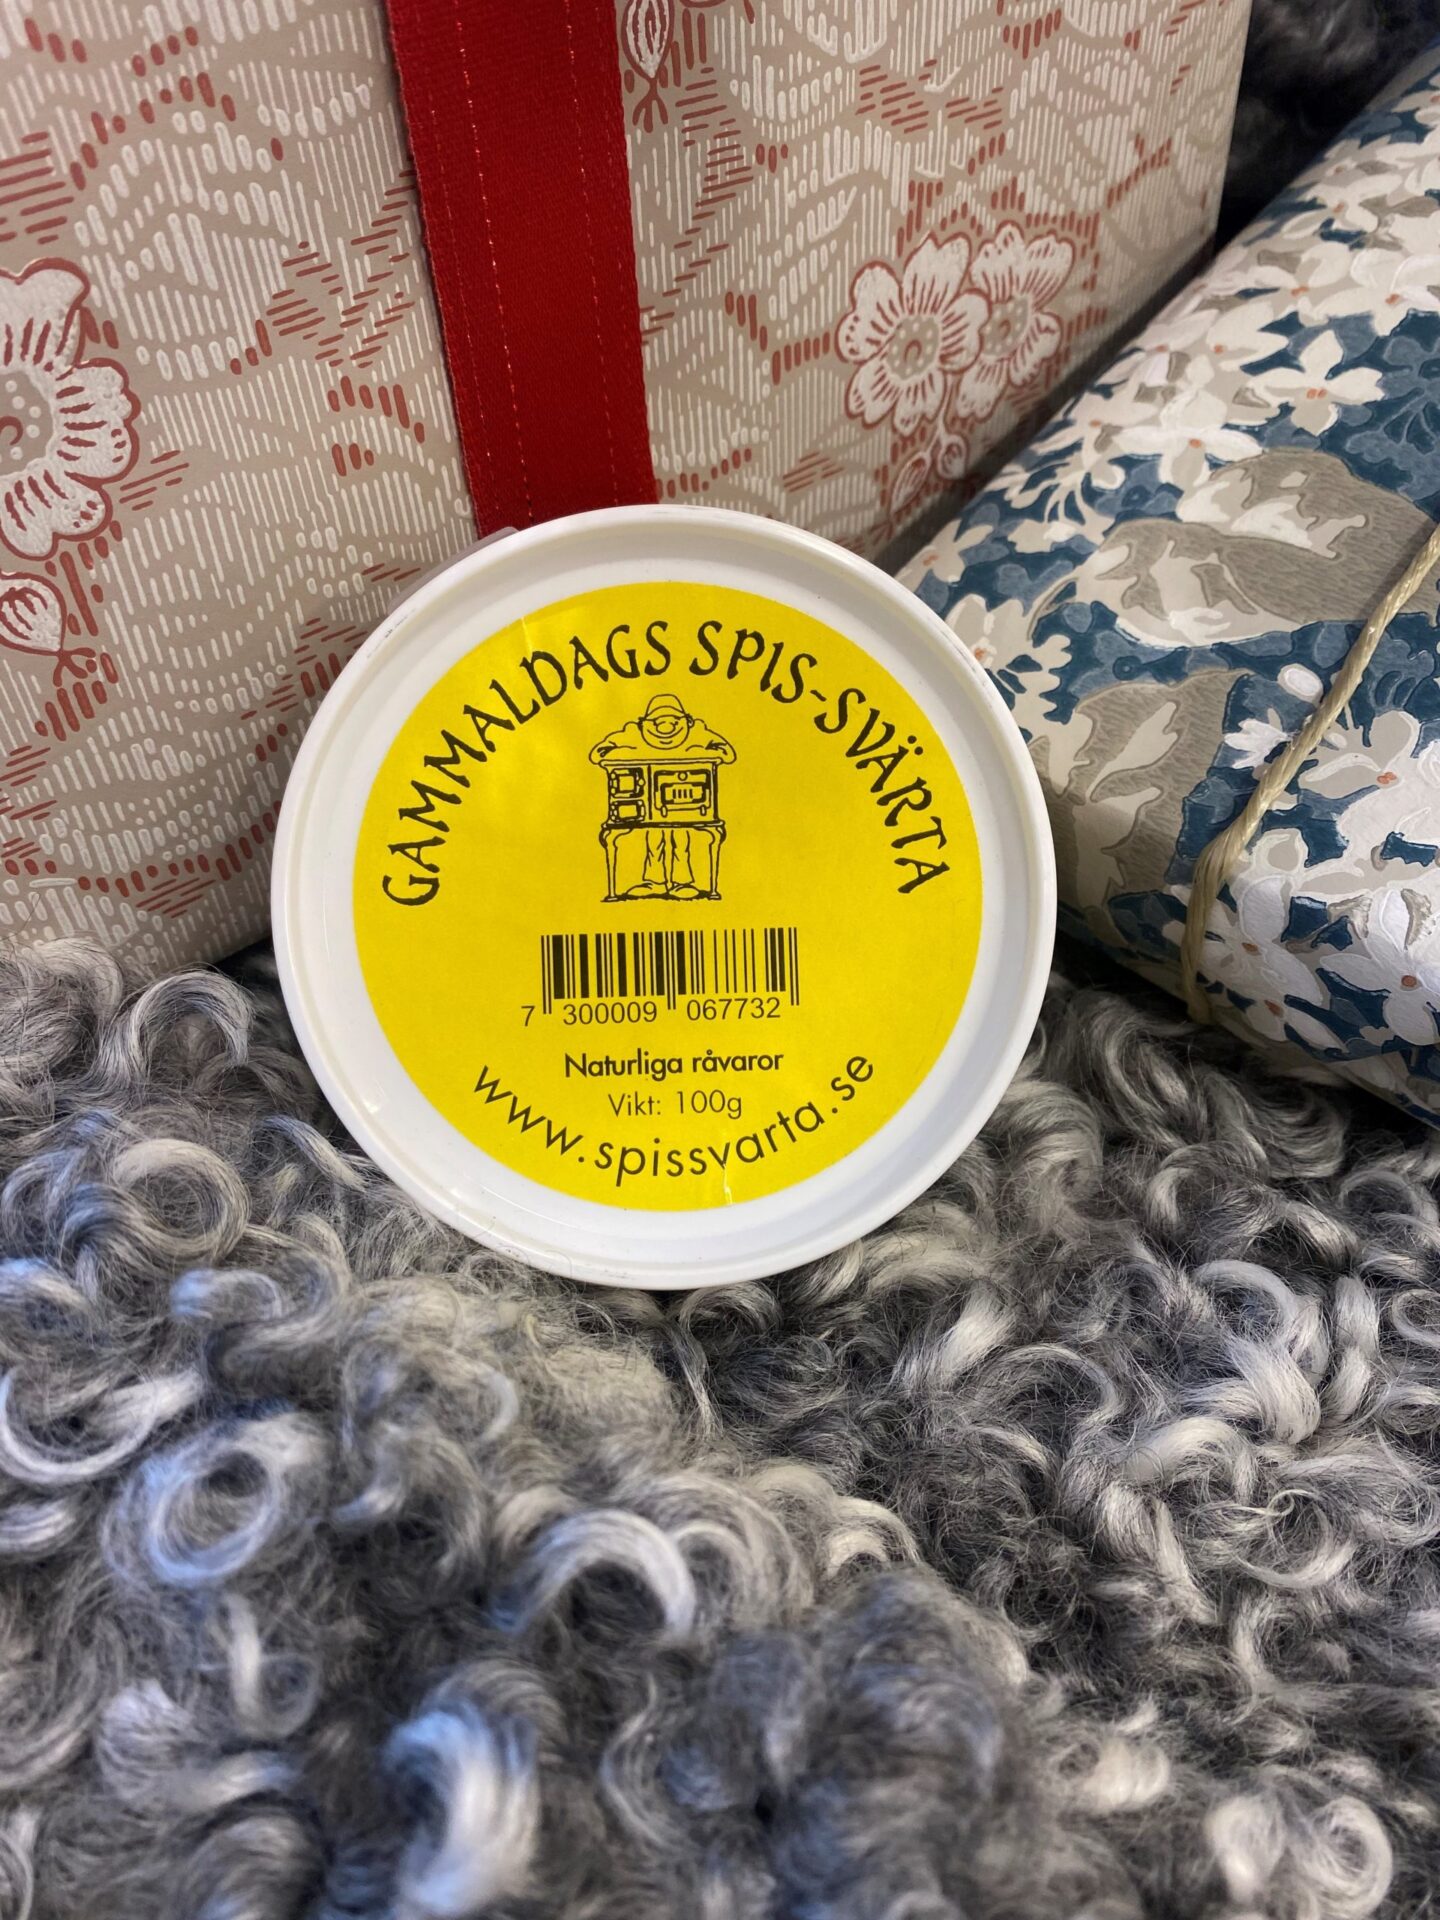 GAMMALDAGS SPIS-SVÄRTA
7 300009 067732
Naturliga råvaror
Vikt: 100g
www.spissvarta.se